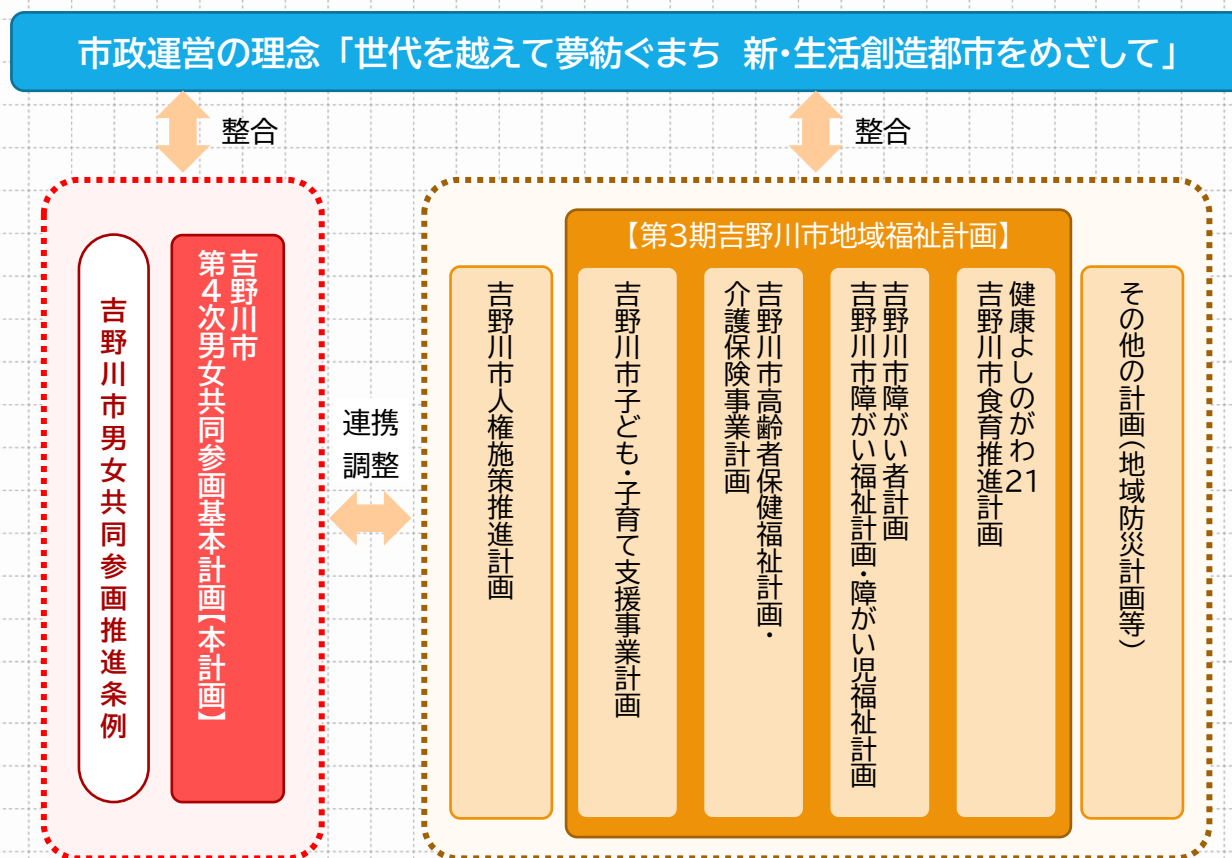 市政運営の理念「世代を越えて夢紡ぐまち 新・生活創造都市をめざして」
整合
整合
吉野川市男女共同参画推進条例
吉野川市
第4次男女共同参画基本計画【本計画】
連携
調整
【第3期吉野川市地域福祉計画】
吉野川市人権施策推進計画
吉野川市子ども・子育て支援事業計画
吉野川市高齢者保健福祉計画・
介護保険事業計画
吉野川市障がい者計画
吉野川市障がい福祉計画・障がい児福祉計画
健康よしのがわ21
吉野川市食育推進計画
その他の計画(地域防災計画等)